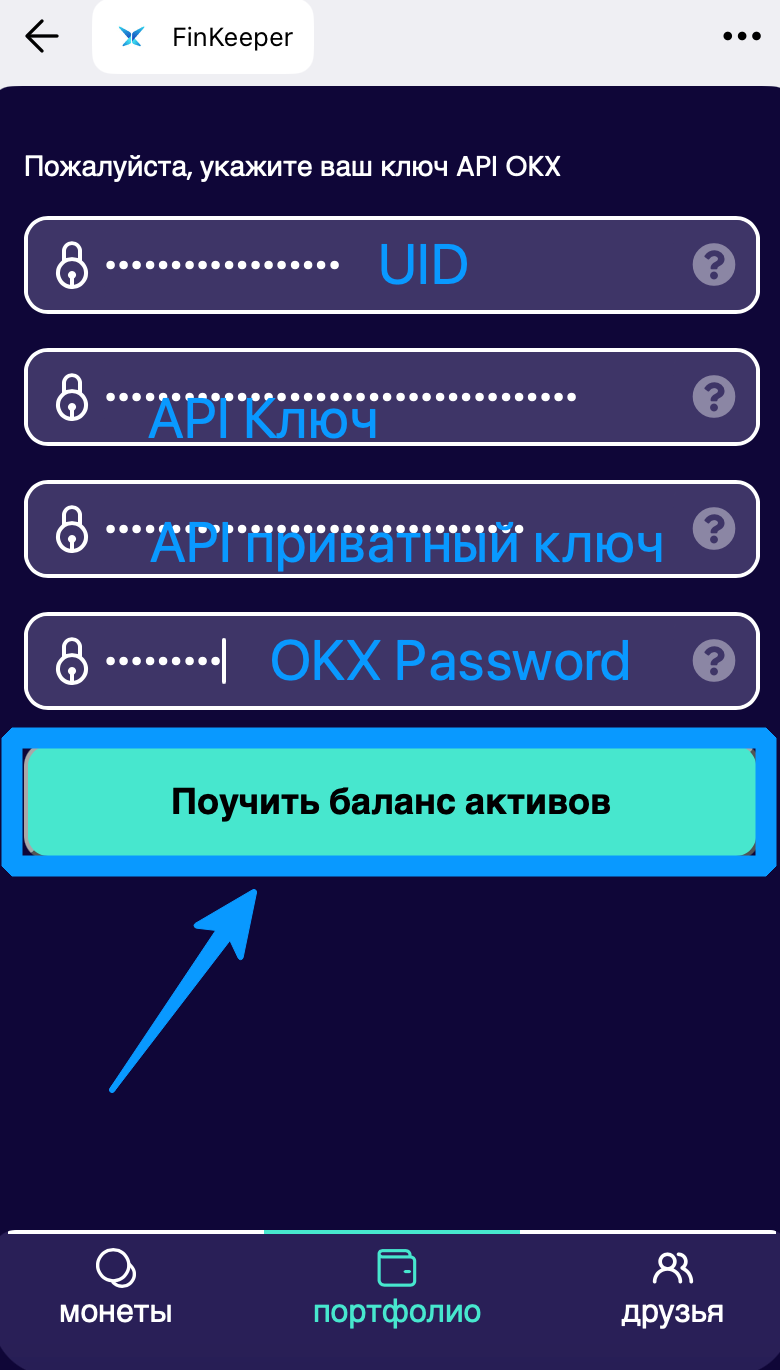 FinKeeper
Пожалуйста, укажите ваш ключ API OKX
UID
API Ключ
API приватный ключ
OKX Password
Поучить баланс активов
монеты
портфолио
друзья